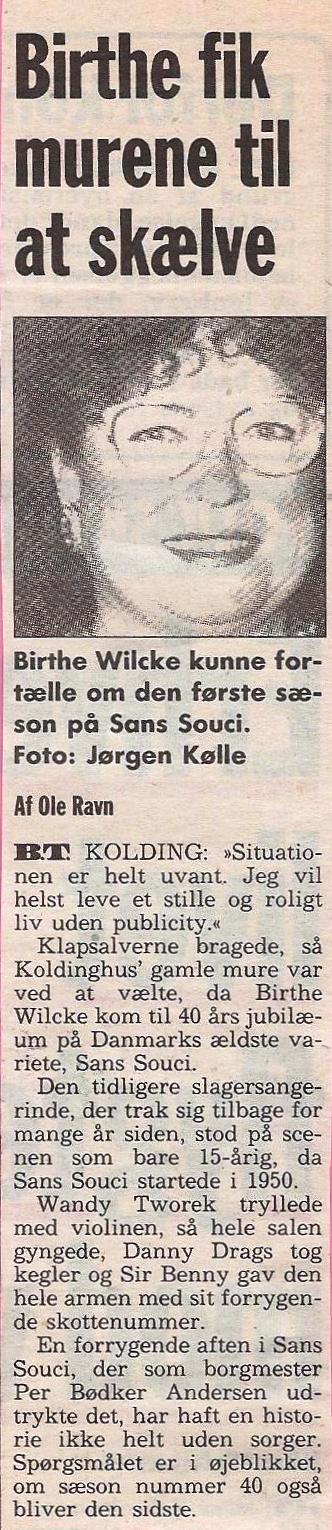 Birthe fik
murene til
at skælve
Birthe Wilcke kunne for-
tælle om den første sæ-
son på Sans Souci.
Foto: Jørgen Kølle
Af Ole Ravn
B.T. KOLDING: »Situatio-
nen er helt uvant. Jeg vil
helst leve et stille og roligt
liv uden publicity.«
Klapsalverne bragede, så
Koldinghus' gamle mure var
ved at vælte, da Birthe
Wilcke kom til 40 års jubilæ-
um på Danmarks ældste va-
riete, Sans Souci.
Den tidligere slagersange-
rinde, der trak sig tilbage for
mange år siden, stod på sce-
nen som bare 15-årig, da
Sans Souci startede i 1950.
Wandy Tworek tryllede
med violinen, så hele salen
gyngede, Danny Drags tog
kegler og Sir Benny gav den
hele armen med sit forrygen-
de skottenummer.
En forrygende aften i Sans
Souci, der som borgmester
Per Bødker Andersen ud-
trykte det, har haft en histo-
rie ikke helt uden sorger.
Spørgsmålet er i øjeblikket,
om sæson nummer 40 også
bliver den sidste.